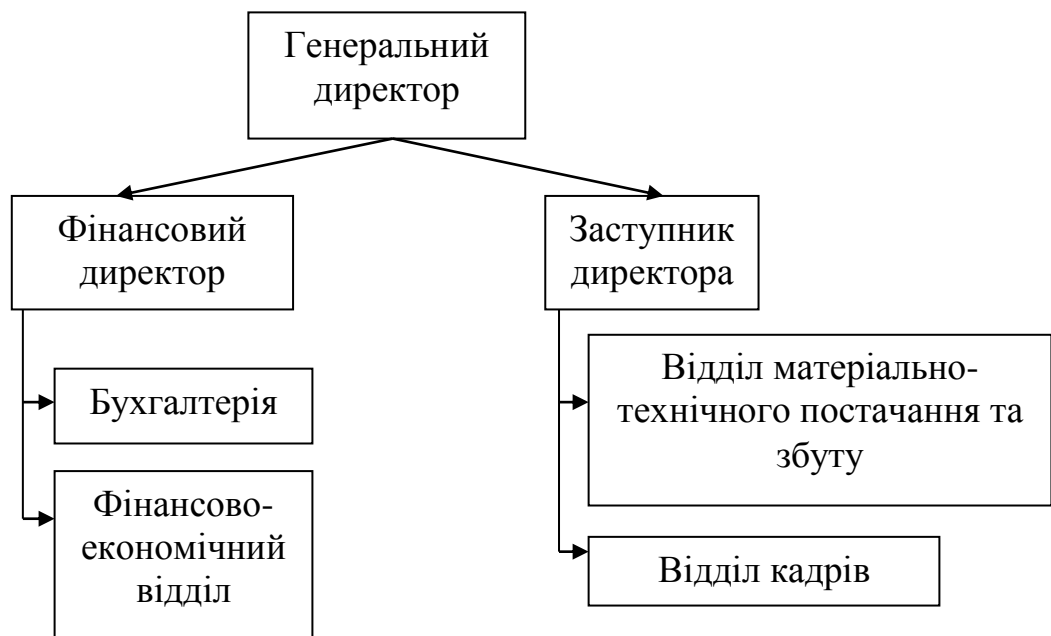 Генеральний
директор
Фінансовий
директор
Заступник
директора
Бухгалтерія
Фінансово-
економічний
відділ
Відділ матеріально-
технічного постачання та
збуту
Відділ кадрів